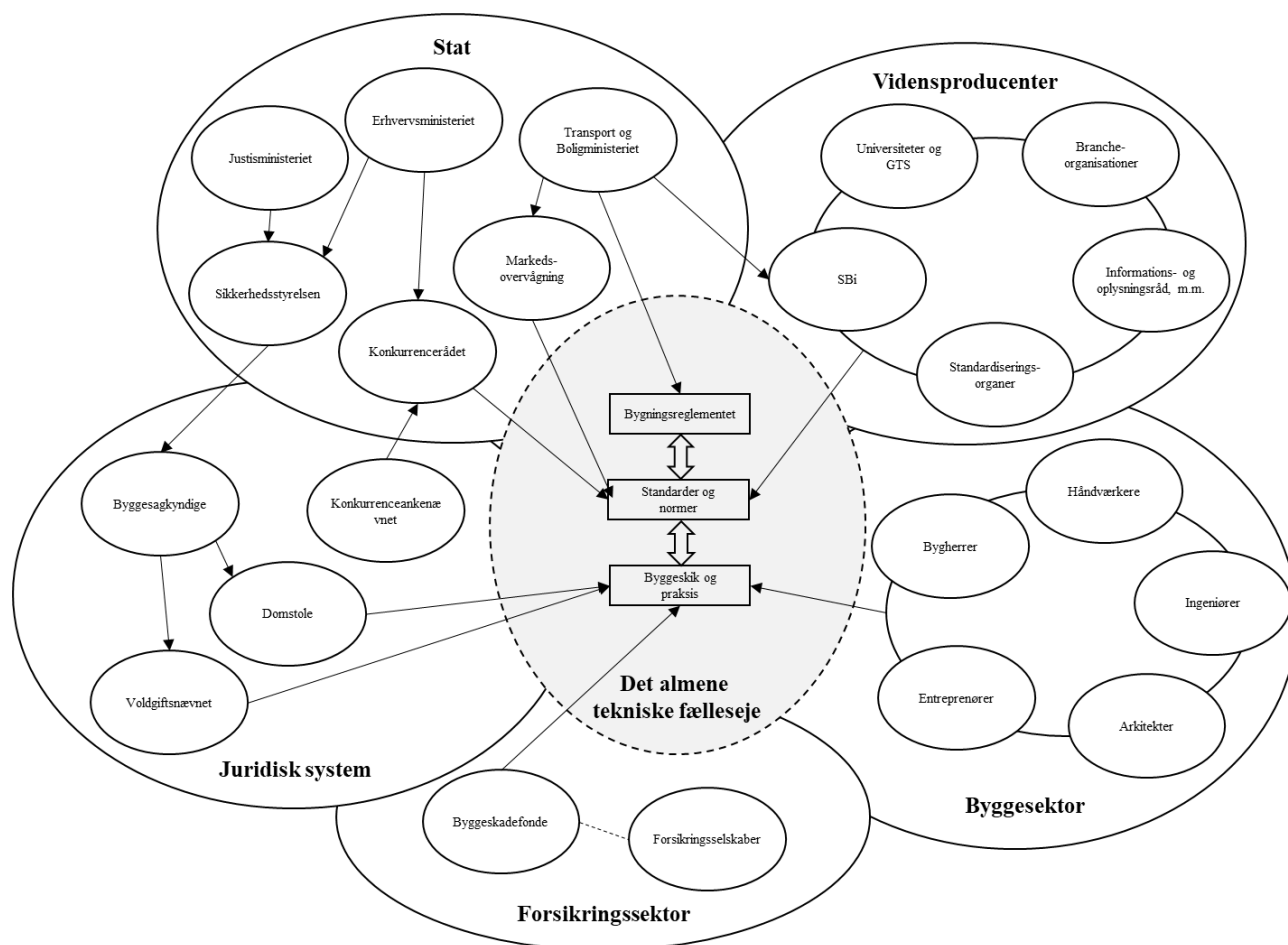 Stat
Erhvervsministeriet
Justisministeriet
Transport og
Boligministeriet
Sikkerhedsstyrelsen
Markeds-
overvågning
Konkurrencerådet
Vidensproducenter
Universiteter og
GTS
Branche-
organisationer
SBi
Informations- og
oplysningsråd, m.m.
Standardiserings-
organer
Bygningsreglementet
Standarder og
normer
Byggeskik og
praksis
Det almene
tekniske fælleseje
Byggesagkyndige
Konkurrenceankenæ
vnet
Domstole
Voldgiftsnævnet
Juridisk system
Håndværkere
Bygherrer
Ingeniører
Entreprenører
Arkitekter
Byggesektor
Byggeskadefonde
Forsikringsselskaber
Forsikringssektor